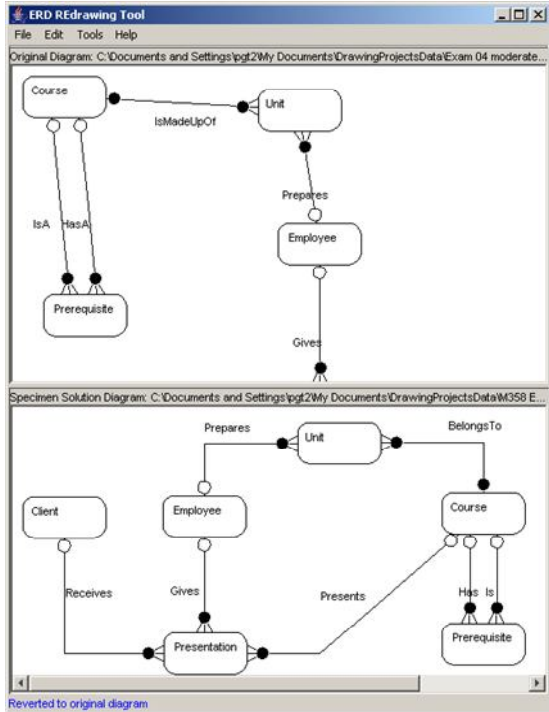 ERD REdrawing Tool
File Edit Tools Help
Original Diagram: C:\Documents and Settings\pgt2\My Documents\DrawingProjectsData\Exam 04 moderate...
Course
Unit
IsMadeUpOf
Prepares
IsA HasA
Employee
Prerequisite
Gives
Specimen Solution Diagram: C:\Documents and Settings\pgt2\My Documents\DrawingProjectsData\M358 E...
Prepares
BelongsTo
Unit
Client
Employee
Course
Receives
Gives
Presents
Has Is
Presentation
Prerequisite
Reverted to original diagram